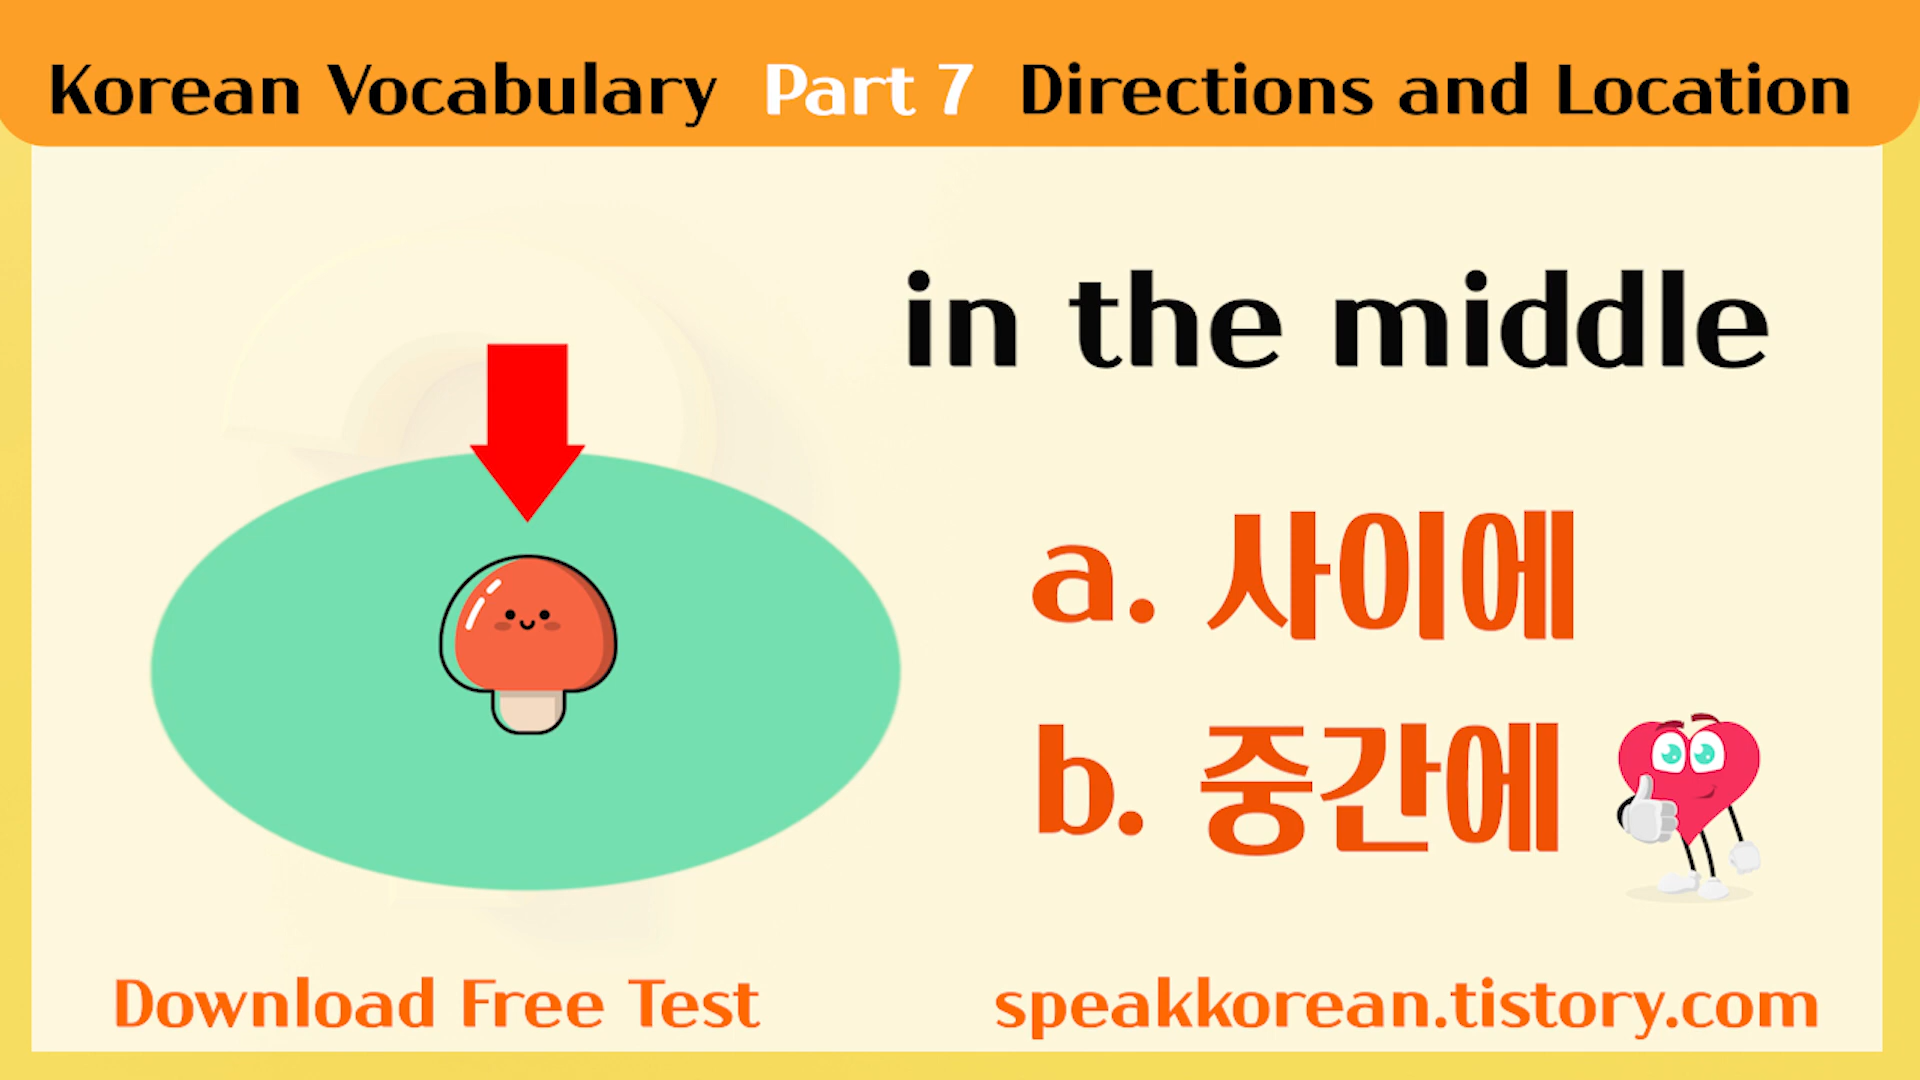 Korean Vocabulary Part 7 Directions and Location
in the middle
a. 사이에
b. 중간에
Download Free Test
speakkorean.tistory.com